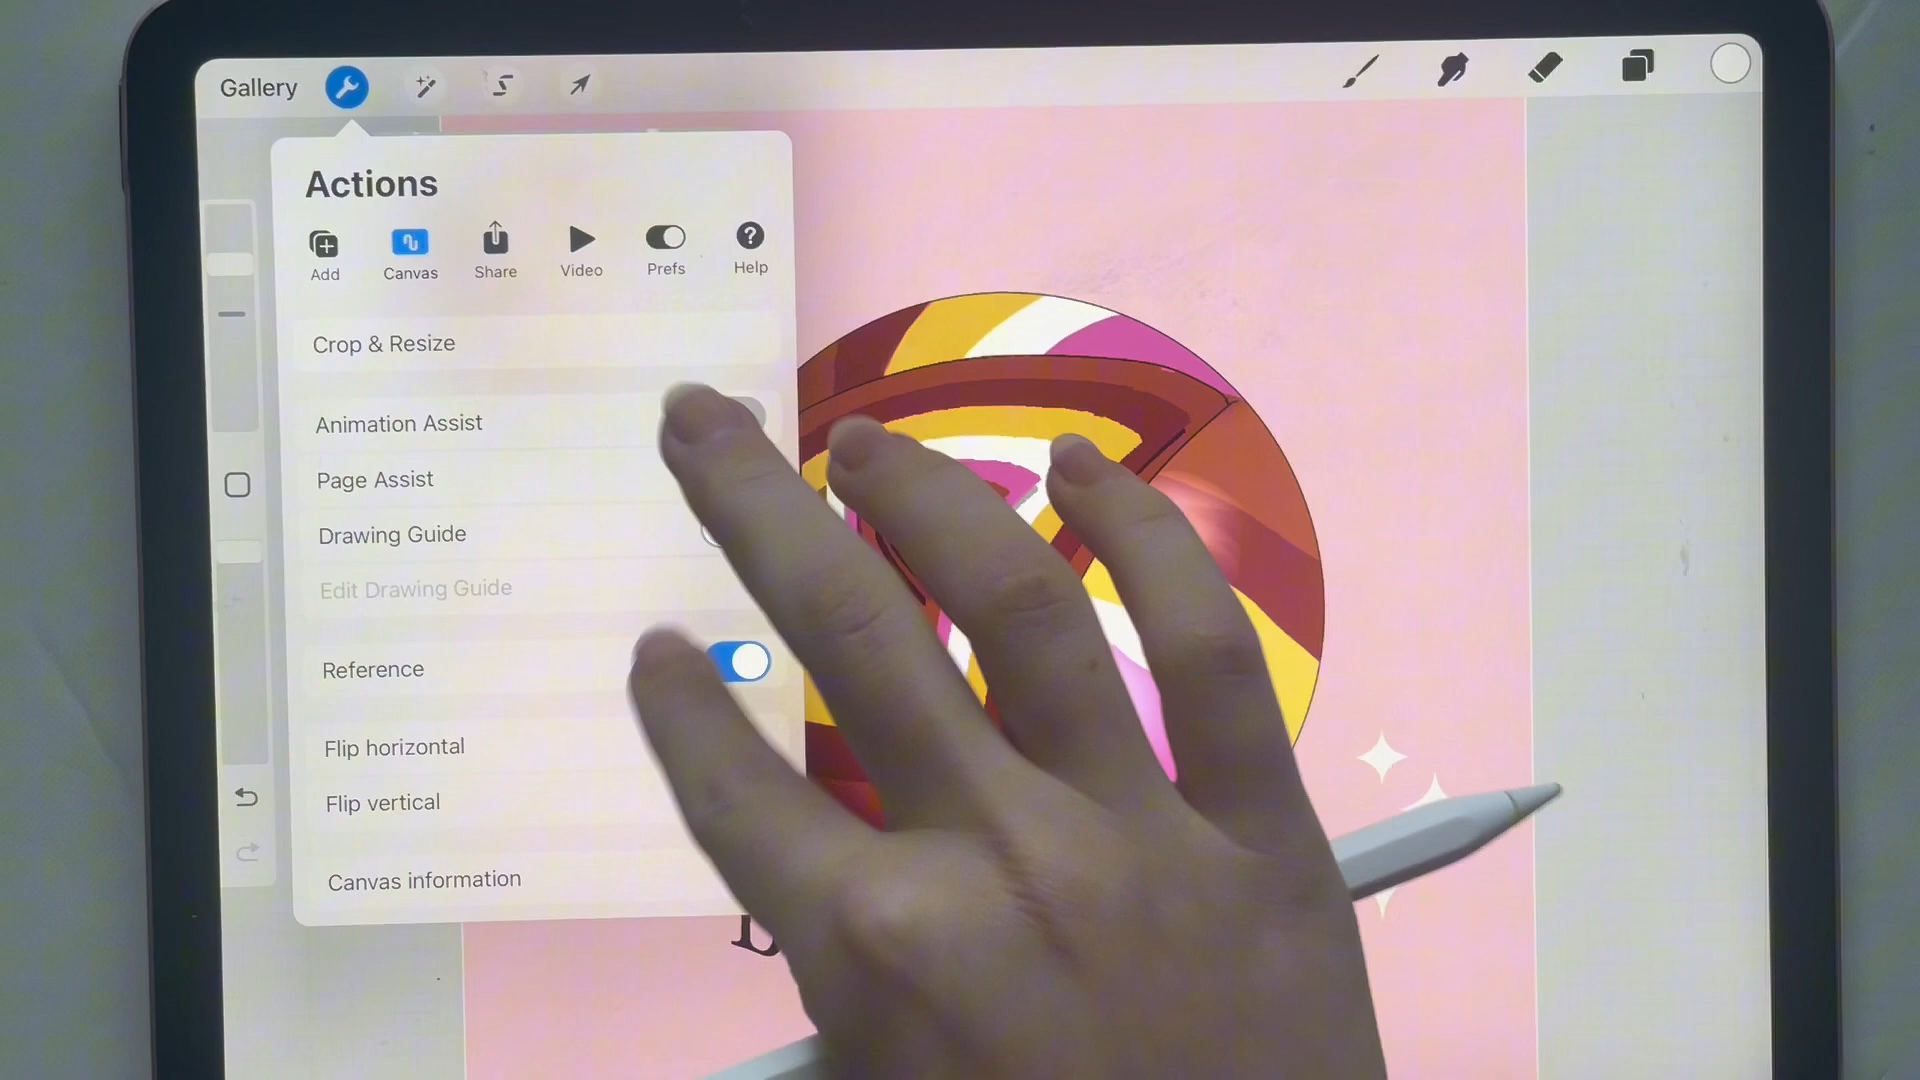 Gallery
Actions
Add
Canvas
Share
Video
Prefs
Help
Crop & Resize
Animation Assist
Page Assist
Drawing Guide
Edit Drawing Guide
Reference
Flip horizontal
Flip vertical
Canvas information